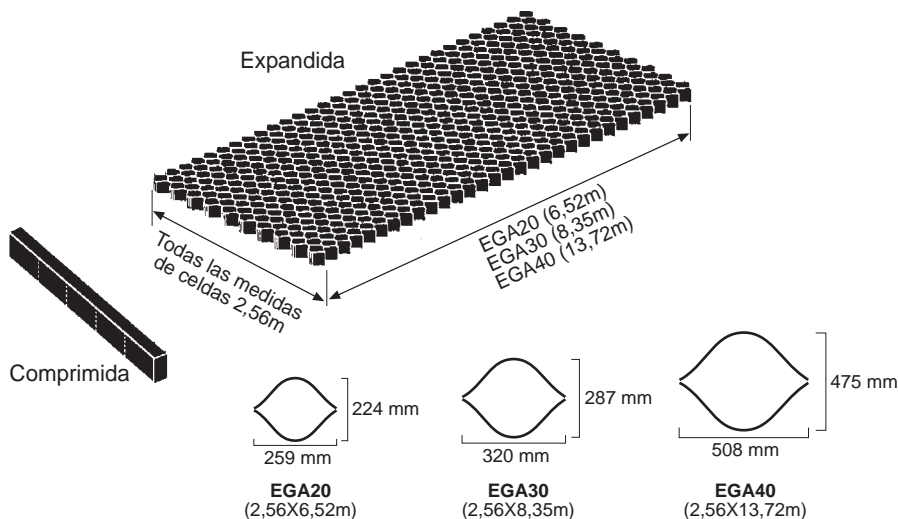 Expandida
EGA20 (6,52m)
EGA30 (8,35m)
EGA40 (13,72m)
Todas las medidas
de celdas 2,56m
Comprimida
224 mm
259 mm
EGA20
(2,56X6,52m)
287 mm
320 mm
EGA30
(2,56X8,35m)
475 mm
508 mm
EGA40
(2,56X13,72m)